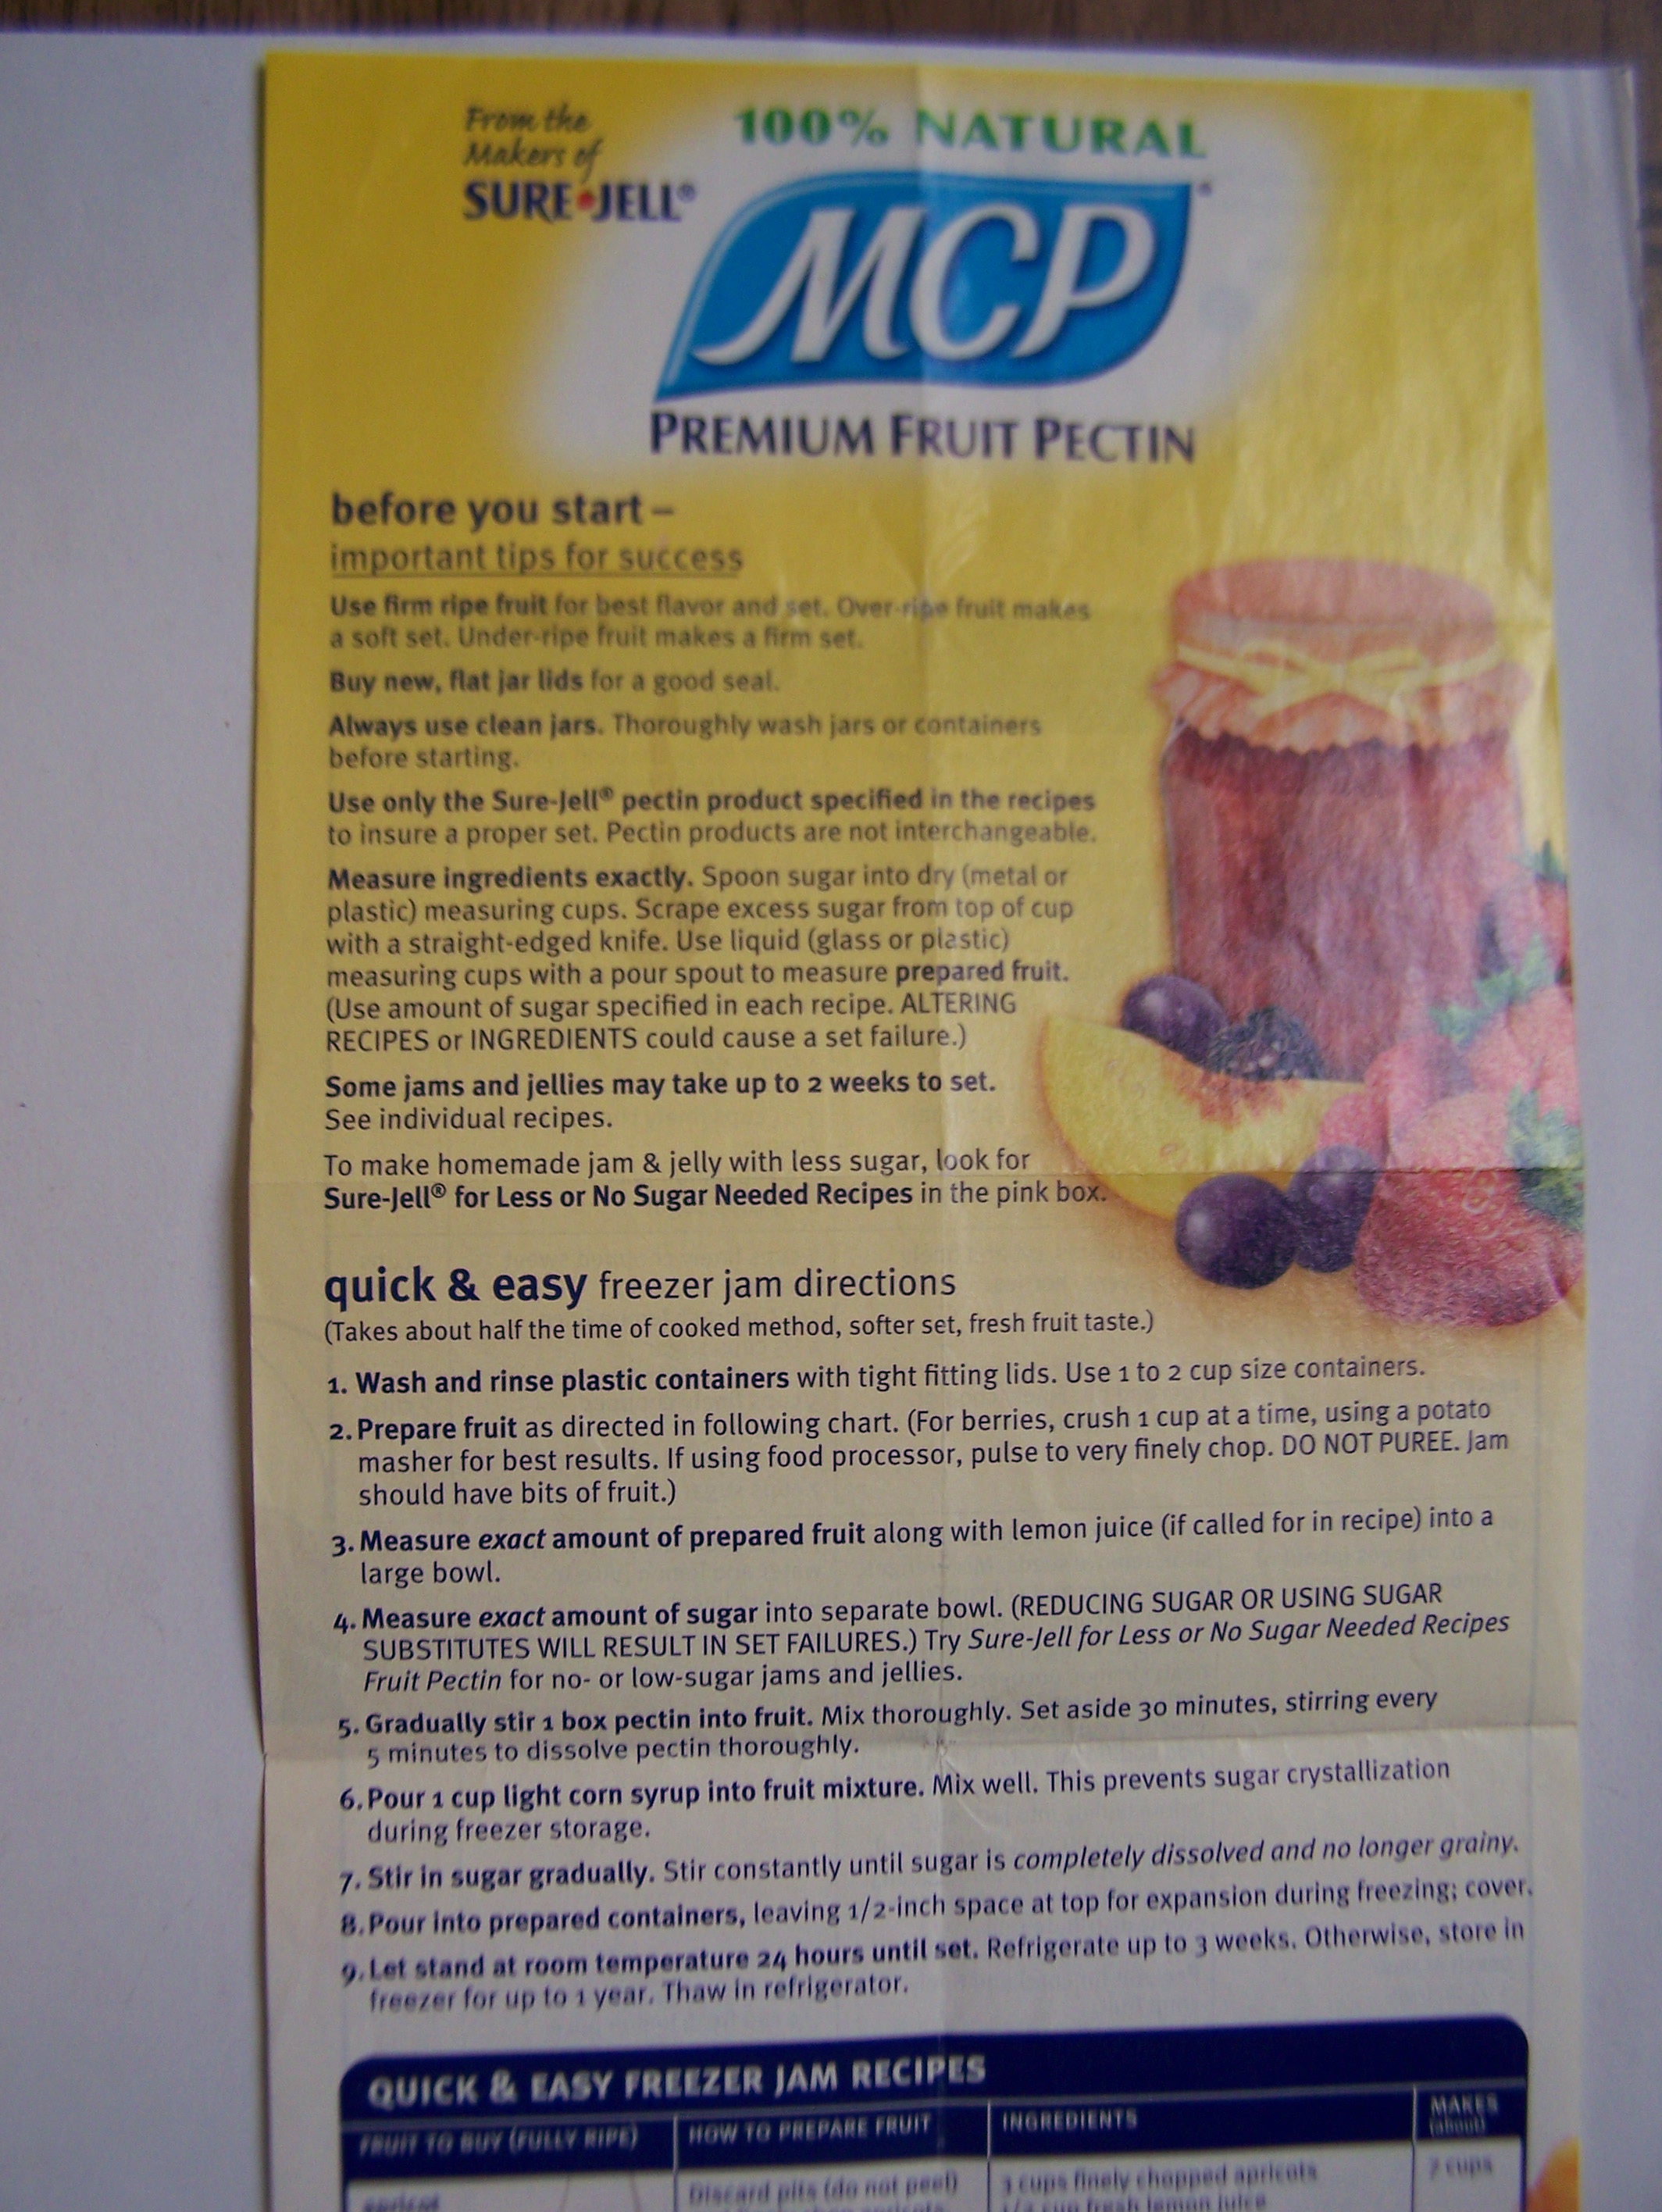 From the
Makers of
SURE•JELL®
100% NATURAL
MCP®
PREMIUM FRUIT PECTIN
before you start –
important tips for success
Use firm ripe fruit for best flavor and set. Over-ripe fruit makes
a soft set. Under-ripe fruit makes a firm set.
Buy new, flat jar lids for a good seal.
Always use clean jars. Thoroughly wash jars or containers
before starting.
Use only the Sure-Jell® pectin product specified in the recipes
to insure a proper set. Pectin products are not interchangeable.
Measure ingredients exactly. Spoon sugar into dry (metal or
plastic) measuring cups. Scrape excess sugar from top of cup
with a straight-edged knife. Use liquid (glass or plastic)
measuring cups with a pour spout to measure prepared fruit.
(Use amount of sugar specified in each recipe. ALTERING
RECIPES or INGREDIENTS could cause a set failure.)
Some jams and jellies may take up to 2 weeks to set.
See individual recipes.
To make homemade jam & jelly with less sugar, look for
Sure-Jell® for Less or No Sugar Needed Recipes in the pink box.
quick & easy freezer jam directions
(Takes about half the time of cooked method, softer set, fresh fruit taste.)
1. Wash and rinse plastic containers with tight fitting lids. Use 1 to 2 cup size containers.
2. Prepare fruit as directed in following chart. (For berries, crush 1 cup at a time, using a potato
masher for best results. If using food processor, pulse to very finely chop. DO NOT PUREE. Jam
should have bits of fruit.)
3. Measure exact amount of prepared fruit along with lemon juice (if called for in recipe) into a
large bowl.
4. Measure exact amount of sugar into separate bowl. (REDUCING SUGAR OR USING SUGAR
SUBSTITUTES WILL RESULT IN SET FAILURES.) Try Sure-Jell for Less or No Sugar Needed Recipes
Fruit Pectin for no- or low-sugar jams and jellies.
5. Gradually stir 1 box pectin into fruit. Mix thoroughly. Set aside 30 minutes, stirring every
5 minutes to dissolve pectin thoroughly.
6. Pour 1 cup light corn syrup into fruit mixture. Mix well. This prevents sugar crystallization
during freezer storage.
7. Stir in sugar gradually. Stir constantly until sugar is completely dissolved and no longer grainy.
8. Pour into prepared containers, leaving 1/2-inch space at top for expansion during freezing; cover.
9. Let stand at room temperature 24 hours until set. Refrigerate up to 3 weeks. Otherwise, store in
freezer for up to 1 year. Thaw in refrigerator.
QUICK & EASY FREEZER JAM RECIPES
FRUIT TO BUY (FULLY RIPE) HOW TO PREPARE FRUIT INGREDIENTS MAKES (about)
apricot Discard pits (do not peel) 3 cups finely chopped apricots 7 cups
cup fresh lemon juice